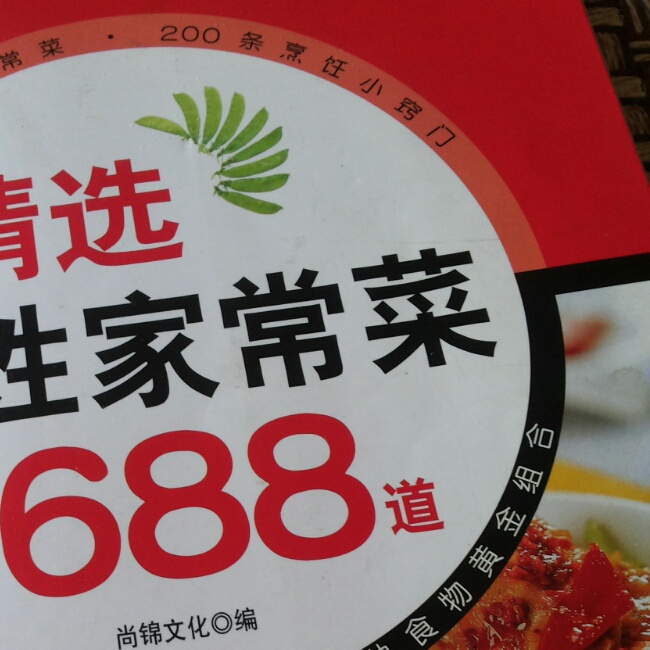 常菜 · 200条烹饪小窍门
精选
姓家常菜
688道
尚锦文化◎编
食物黄金组合